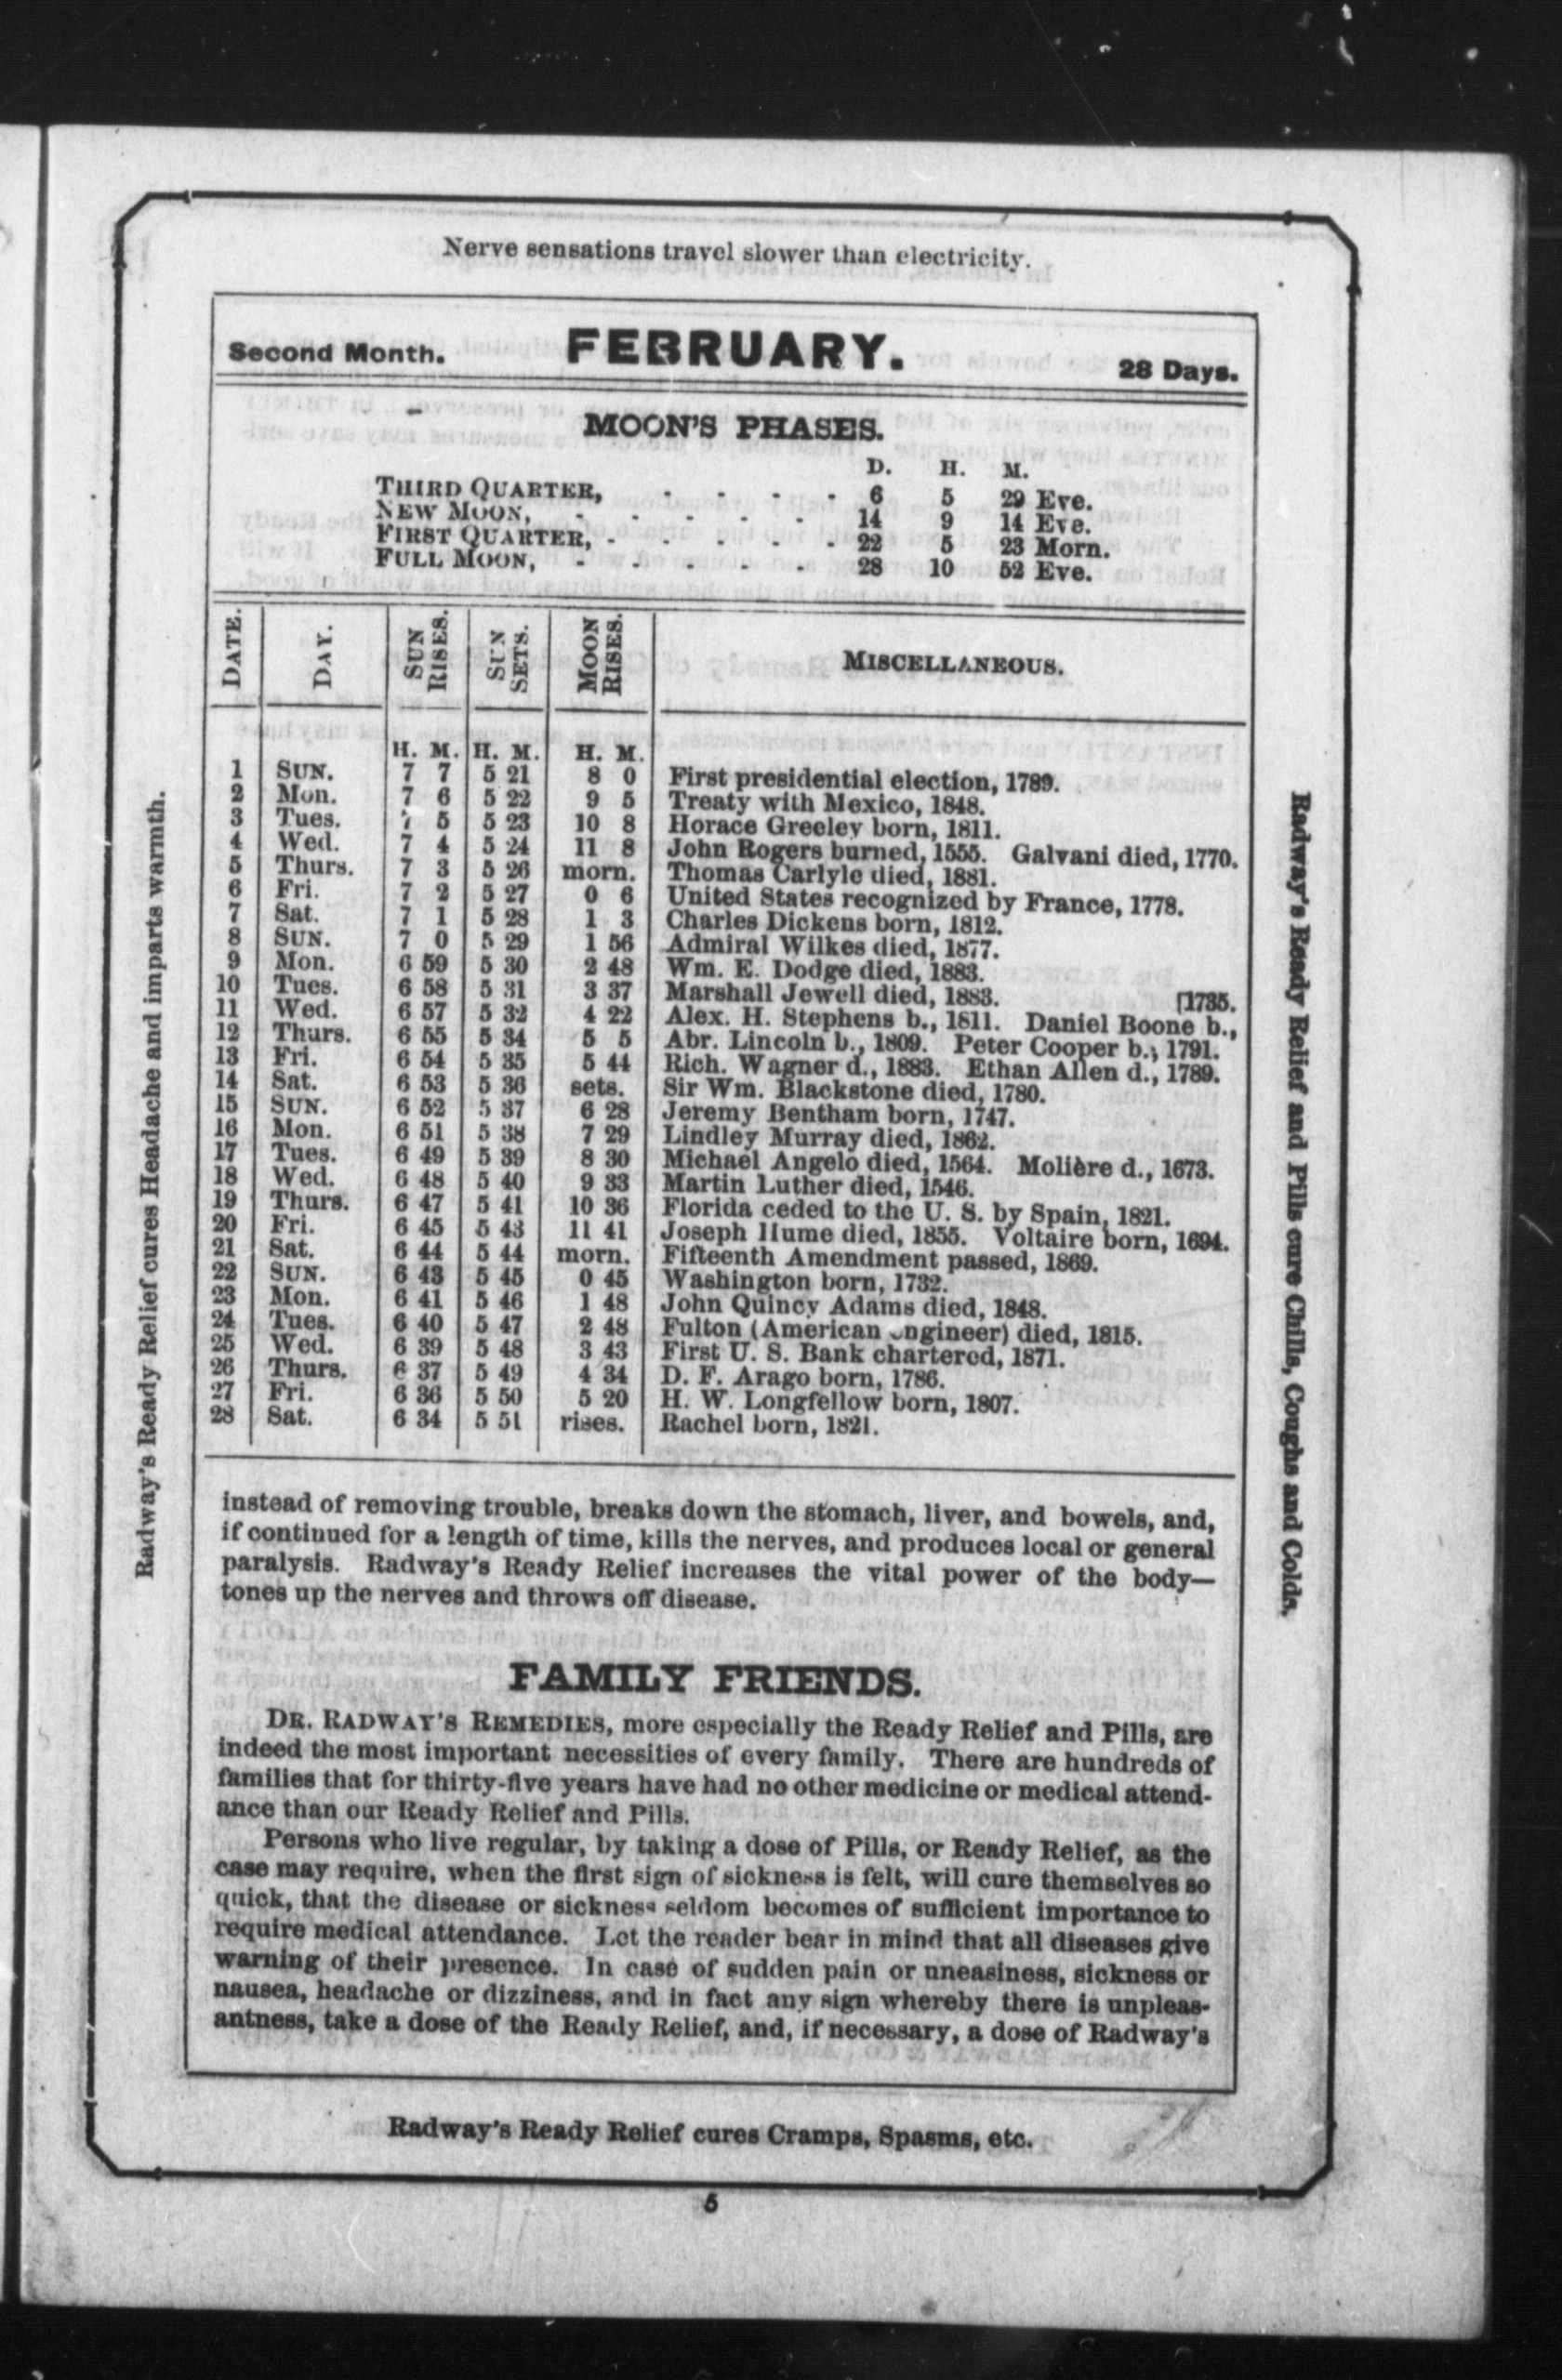 Nerve sensations travel slower than electricity.
Second Month. FEBRUARY. 28 Days.
MOON'S PHASES.
D. H. M.
THIRD QUARTER, - - - - 6 5 29 Eve.
NEW MOON, - - - - - 14 9 14 Eve.
FIRST QUARTER, - - - - - 22 5 23 Morn.
FULL MOON, - - - - - 28 10 52 Eve.
DATE. DAY. SUN RISES. SUN SETS. MOON RISES. MISCELLANEOUS.
H. M. H. M. H. M.
1 SUN. 7 7 5 21 8 0 First presidential election, 1789.
2 Mon. 7 6 5 22 9 5 Treaty with Mexico, 1848.
3 Tues. 7 5 5 23 10 8 Horace Greeley born, 1811.
4 Wed. 7 4 5 24 11 8 John Rogers burned, 1555. Galvani died, 1770.
5 Thurs. 7 3 5 26 morn. Thomas Carlyle died, 1881.
6 Fri. 7 2 5 27 0 6 United States recognized by France, 1778.
7 Sat. 7 1 5 28 1 3 Charles Dickens born, 1812.
8 SUN. 7 0 5 29 1 56 Admiral Wilkes died, 1877.
9 Mon. 6 59 5 30 2 48 Wm. E. Dodge died, 1883.
10 Tues. 6 58 5 31 3 37 Marshall Jewell died, 1883. [1735.
11 Wed. 6 57 5 32 4 22 Alex. H. Stephens b., 1811. Daniel Boone b.,
12 Thurs. 6 55 5 34 5 5 Abr. Lincoln b., 1809. Peter Cooper b., 1791.
13 Fri. 6 54 5 35 5 44 Rich. Wagner d., 1883. Ethan Allen d., 1789.
14 Sat. 6 53 5 36 sets. Sir Wm. Blackstone died, 1780.
15 SUN. 6 52 5 37 6 28 Jeremy Bentham born, 1747.
16 Mon. 6 51 5 38 7 29 Lindley Murray died, 1862.
17 Tues. 6 49 5 39 8 30 Michael Angelo died, 1564. Molière d., 1673.
18 Wed. 6 48 5 40 9 33 Martin Luther died, 1546.
19 Thurs. 6 47 5 41 10 36 Florida ceded to the U. S. by Spain, 1821.
20 Fri. 6 45 5 43 11 41 Joseph Hume died, 1855. Voltaire born, 1694.
21 Sat. 6 44 5 44 morn. Fifteenth Amendment passed, 1869.
22 SUN. 6 43 5 45 0 45 Washington born, 1732.
23 Mon. 6 41 5 46 1 48 John Quincy Adams died, 1848.
24 Tues. 6 40 5 47 2 48 Fulton (American engineer) died, 1815.
25 Wed. 6 39 5 48 3 43 First U. S. Bank chartered, 1871.
26 Thurs. 6 37 5 49 4 34 D. F. Arago born, 1786.
27 Fri. 6 36 5 50 5 20 H. W. Longfellow born, 1807.
28 Sat. 6 34 5 51 rises. Rachel born, 1821.
instead of removing trouble, breaks down the stomach, liver, and bowels, and,
if continued for a length of time, kills the nerves, and produces local or general
paralysis. Radway's Ready Relief increases the vital power of the body—
tones up the nerves and throws off disease.
FAMILY FRIENDS.
DR. RADWAY'S REMEDIES, more especially the Ready Relief and Pills, are
indeed the most important necessities of every family. There are hundreds of
families that for thirty-five years have had no other medicine or medical attend-
ance than our Ready Relief and Pills.
Persons who live regular, by taking a dose of Pills, or Ready Relief, as the
case may require, when the first sign of sickness is felt, will cure themselves so
quick, that the disease or sickness seldom becomes of sufficient importance to
require medical attendance. Let the reader bear in mind that all diseases give
warning of their presence. In case of sudden pain or uneasiness, sickness or
nausea, headache or dizziness, and in fact any sign whereby there is unpleas-
antness, take a dose of the Ready Relief, and, if necessary, a dose of Radway's
Radway's Ready Relief cures Cramps, Spasms, etc.
5
Radway's Ready Relief cures Headache and imparts warmth.
Radway's Ready Relief and Pills cure Chills, Coughs and Colds.